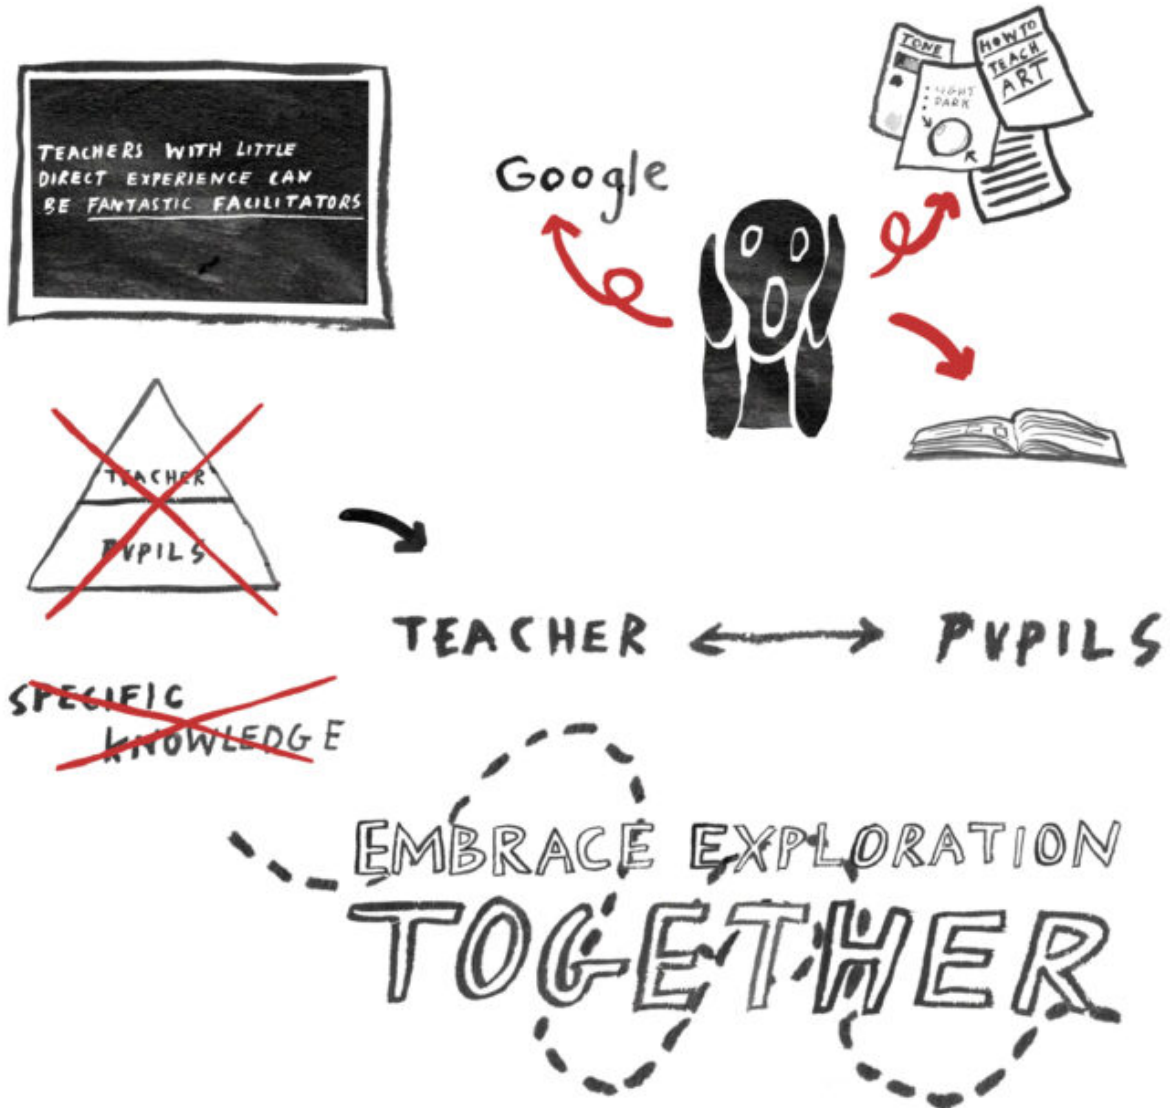 TEACHERS WITH LITTLE
DIRECT EXPERIENCE CAN
BE FANTASTIC FACILITATORS
Google
TONE
LIGHT
DARK
HOW TO
TEACH
ART
TEACHER
PUPILS
TEACHER
PUPILS
SPECIFIC
KNOWLEDGE
EMBRACE EXPLORATION
TOGETHER